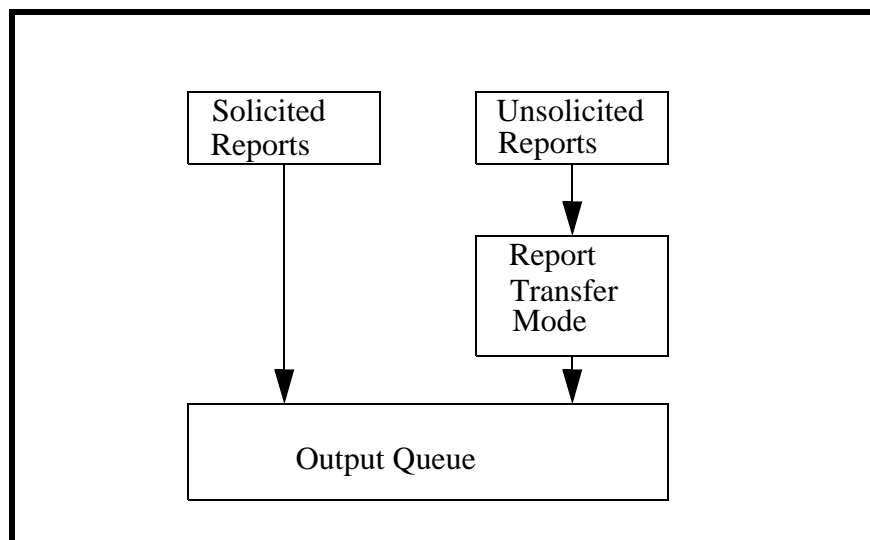 Solicited
Reports
Unsolicited
Reports
Report
Transfer
Mode
Output Queue